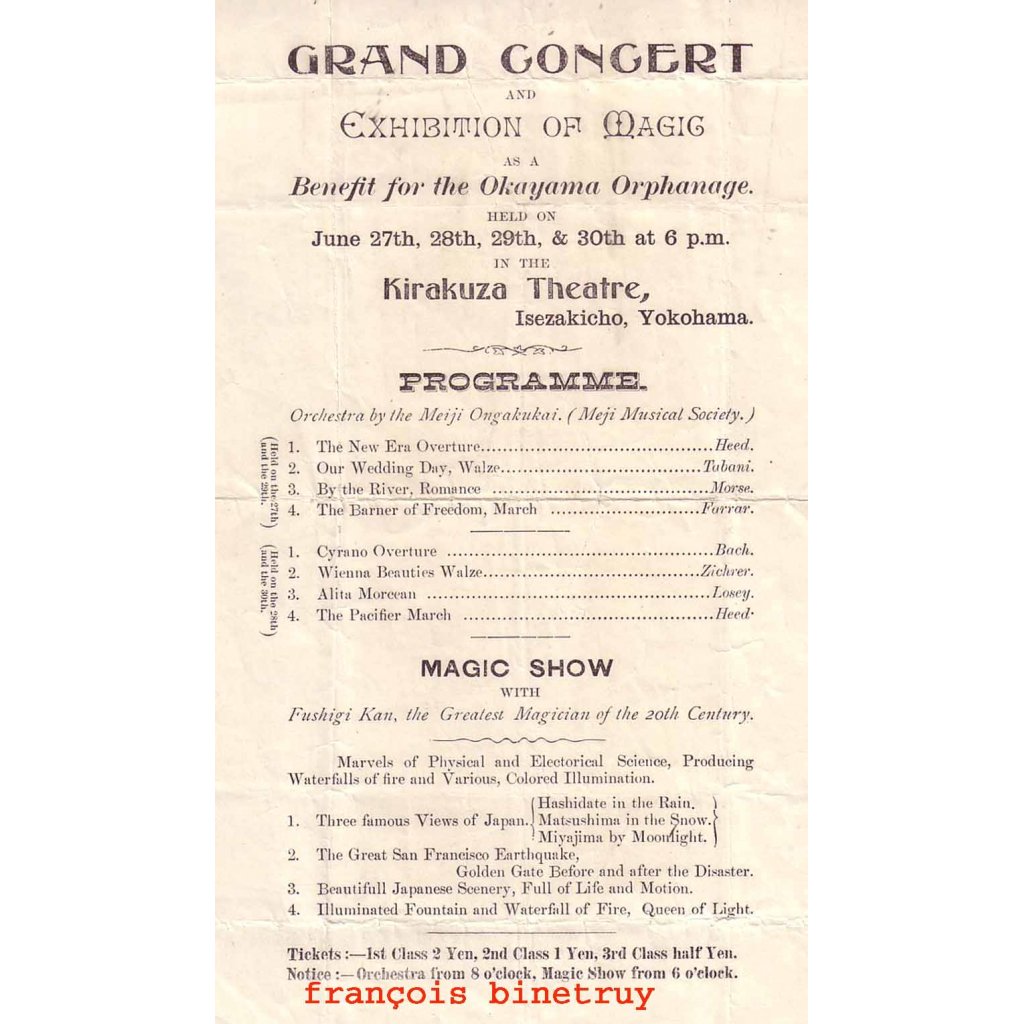 GRAND CONCERT
AND
EXHIBITION OF MAGIC
AS A
Benefit for the Okayama Orphanage.
HELD ON
June 27th, 28th, 29th, & 30th at 6 p.m.
IN THE
Kirakuza Theatre,
Isezakicho, Yokohama.
PROGRAMME.
Orchestra by the Meiji Ongakukai. (Meji Musical Society.)
(Held on the 27th
and the 29th.)
1. The New Era Overture..................................Heed.
2. Our Wedding Day, Walze.............................Tabani.
3. By the River, Romance ................................Morse.
4. The Barner of Freedom, March ......................Farrar.
(Held on the 28th
and the 30th.)
1. Cyrano Overture .......................................Bach.
2. Wienna Beauties Walze................................Zichrer.
3. Alita Morcean .........................................Losey.
4. The Pacifier March ....................................Heed.
MAGIC SHOW
WITH
Fushigi Kan, the Greatest Magician of the 20th Century.
Marvels of Physical and Electorical Science, Producing
Waterfalls of fire and Various, Colored Illumination.
1. Three famous Views of Japan. Hashidate in the Rain.
Matsushima in the Snow.
Miyajima by Moonlight.
2. The Great San Francisco Earthquake,
Golden Gate Before and after the Disaster.
3. Beautifull Japanese Scenery, Full of Life and Motion.
4. Illuminated Fountain and Waterfall of Fire, Queen of Light.
Tickets:—1st Class 2 Yen, 2nd Class 1 Yen, 3rd Class half Yen.
Notice:—Orchestra from 8 o'clock, Magic Show from 6 o'clock.
françois binetruy